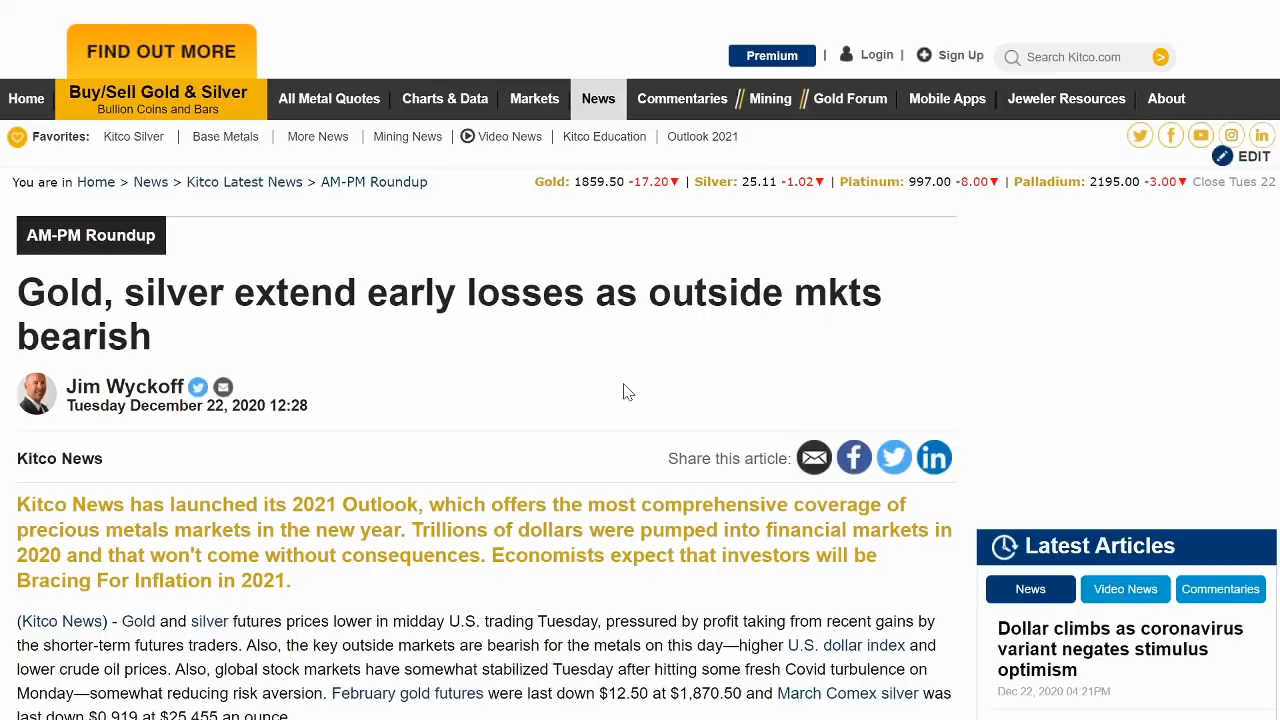 FIND OUT MORE
Premium | Login | Sign Up Search Kitco.com >
Home Buy/Sell Gold & Silver All Metal Quotes Charts & Data Markets News Commentaries // Mining // Gold Forum Mobile Apps Jeweler Resources About
Bullion Coins and Bars
Favorites: Kitco Silver | Base Metals | More News | Mining News | Video News | Kitco Education | Outlook 2021
EDIT
You are in Home > News > Kitco Latest News > AM-PM Roundup
Gold: 1859.50 -17.20▼ | Silver: 25.11 -1.02▼ | Platinum: 997.00 -8.00▼ | Palladium: 2195.00 -3.00▼ Close Tues 22
AM-PM Roundup
Gold, silver extend early losses as outside mkts
bearish
Jim Wyckoff
Tuesday December 22, 2020 12:28
Kitco News
Share this article:
Kitco News has launched its 2021 Outlook, which offers the most comprehensive coverage of
precious metals markets in the new year. Trillions of dollars were pumped into financial markets in
2020 and that won't come without consequences. Economists expect that investors will be
Bracing For Inflation in 2021.
(Kitco News) - Gold and silver futures prices lower in midday U.S. trading Tuesday, pressured by profit taking from recent gains by
the shorter-term futures traders. Also, the key outside markets are bearish for the metals on this day—higher U.S. dollar index and
lower crude oil prices. Also, global stock markets have somewhat stabilized Tuesday after hitting some fresh Covid turbulence on
Monday—somewhat reducing risk aversion. February gold futures were last down $12.50 at $1,870.50 and March Comex silver was
last down $0.919 at $25.455 an ounce.
Latest Articles
News Video News Commentaries
Dollar climbs as coronavirus
variant negates stimulus
optimism
Dec 22, 2020 04:21PM